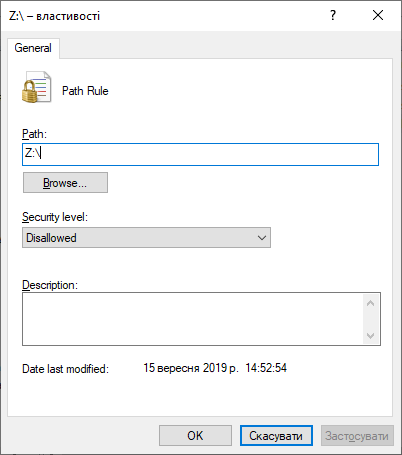 Z:\ – властивості
General
Path Rule
Path:
Z:\
Browse...
Security level:
Disallowed
Description:
Date last modified: 15 вересня 2019 р. 14:52:54
OK Скасувати Застосувати